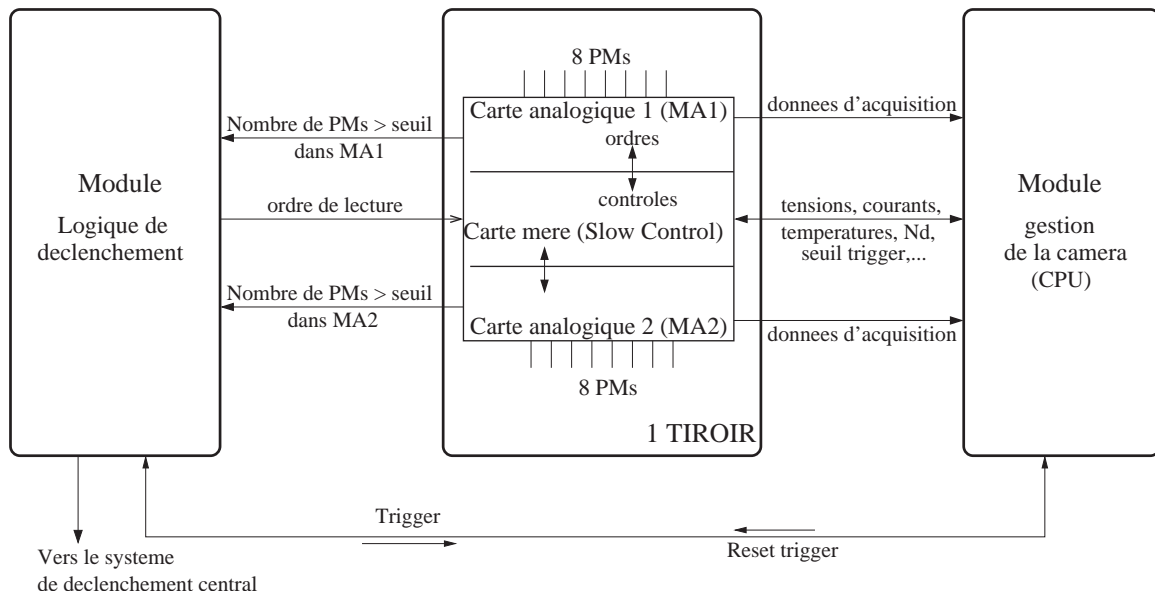 Module
Logique de
declenchement
Nombre de PMs > seuil
dans MA1
ordre de lecture
Nombre de PMs > seuil
dans MA2
8 PMs
Carte analogique 1 (MA1)
ordres
controles
Carte mere (Slow Control)
Carte analogique 2 (MA2)
8 PMs
1 TIROIR
donnees d'acquisition
tensions, courants,
temperatures, Nd,
seuil trigger,...
donnees d'acquisition
Module
gestion
de la camera
(CPU)
Trigger
Reset trigger
Vers le systeme
de declenchement central